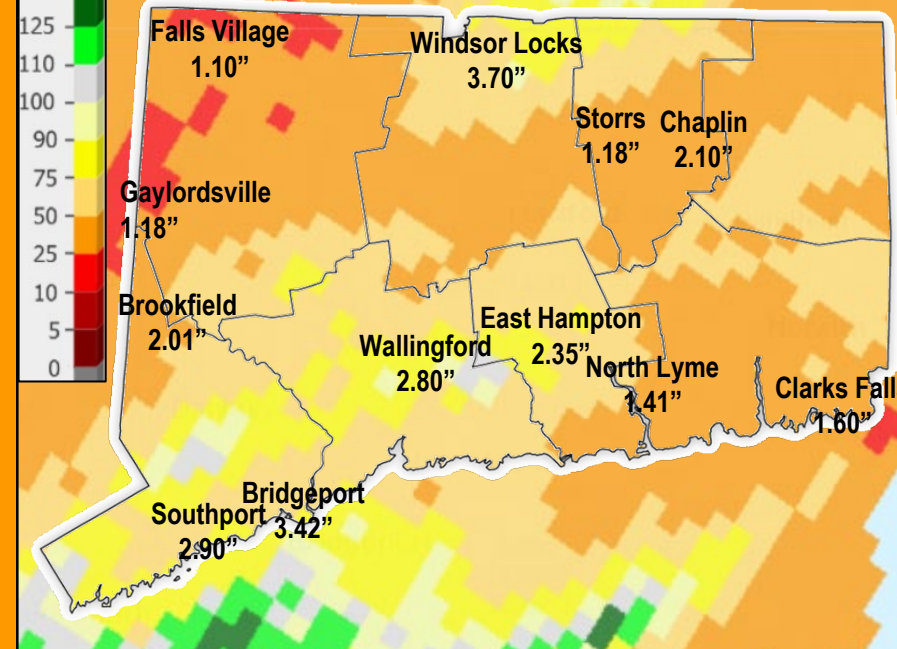 125
110
100
90
75
50
25
10
5
0
Falls Village
1.10”
Windsor Locks
3.70”
Storrs
1.18”
Chaplin
2.10”
Gaylordsville
1.18”
Brookfield
2.01”
Wallingford
2.80”
East Hampton
2.35”
North Lyme
1.41”
Clarks Fall
1.60”
Bridgeport
3.42”
Southport
2.90”